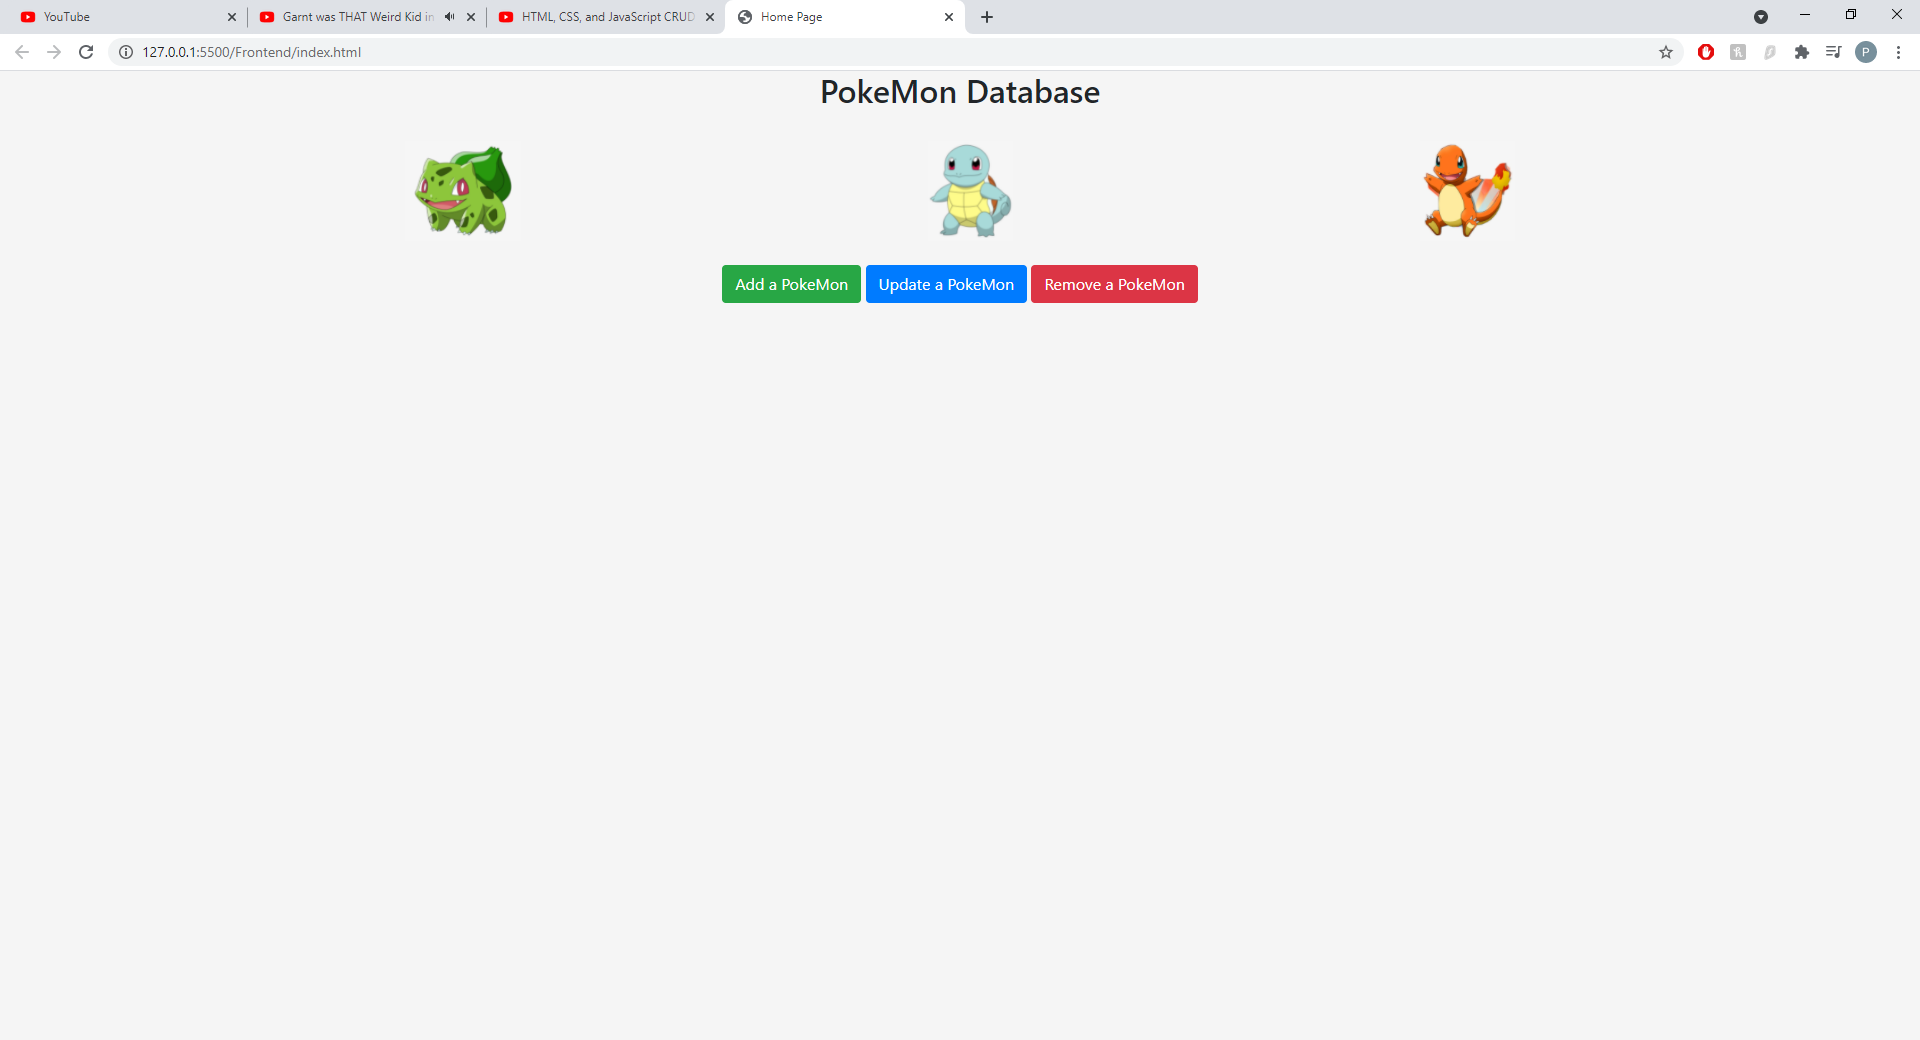 YouTube
Garnt was THAT Weird Kid in
HTML, CSS, and JavaScript CRUD
Home Page
127.0.0.1:5500/Frontend/index.html
P
PokeMon Database
Add a PokeMon
Update a PokeMon
Remove a PokeMon